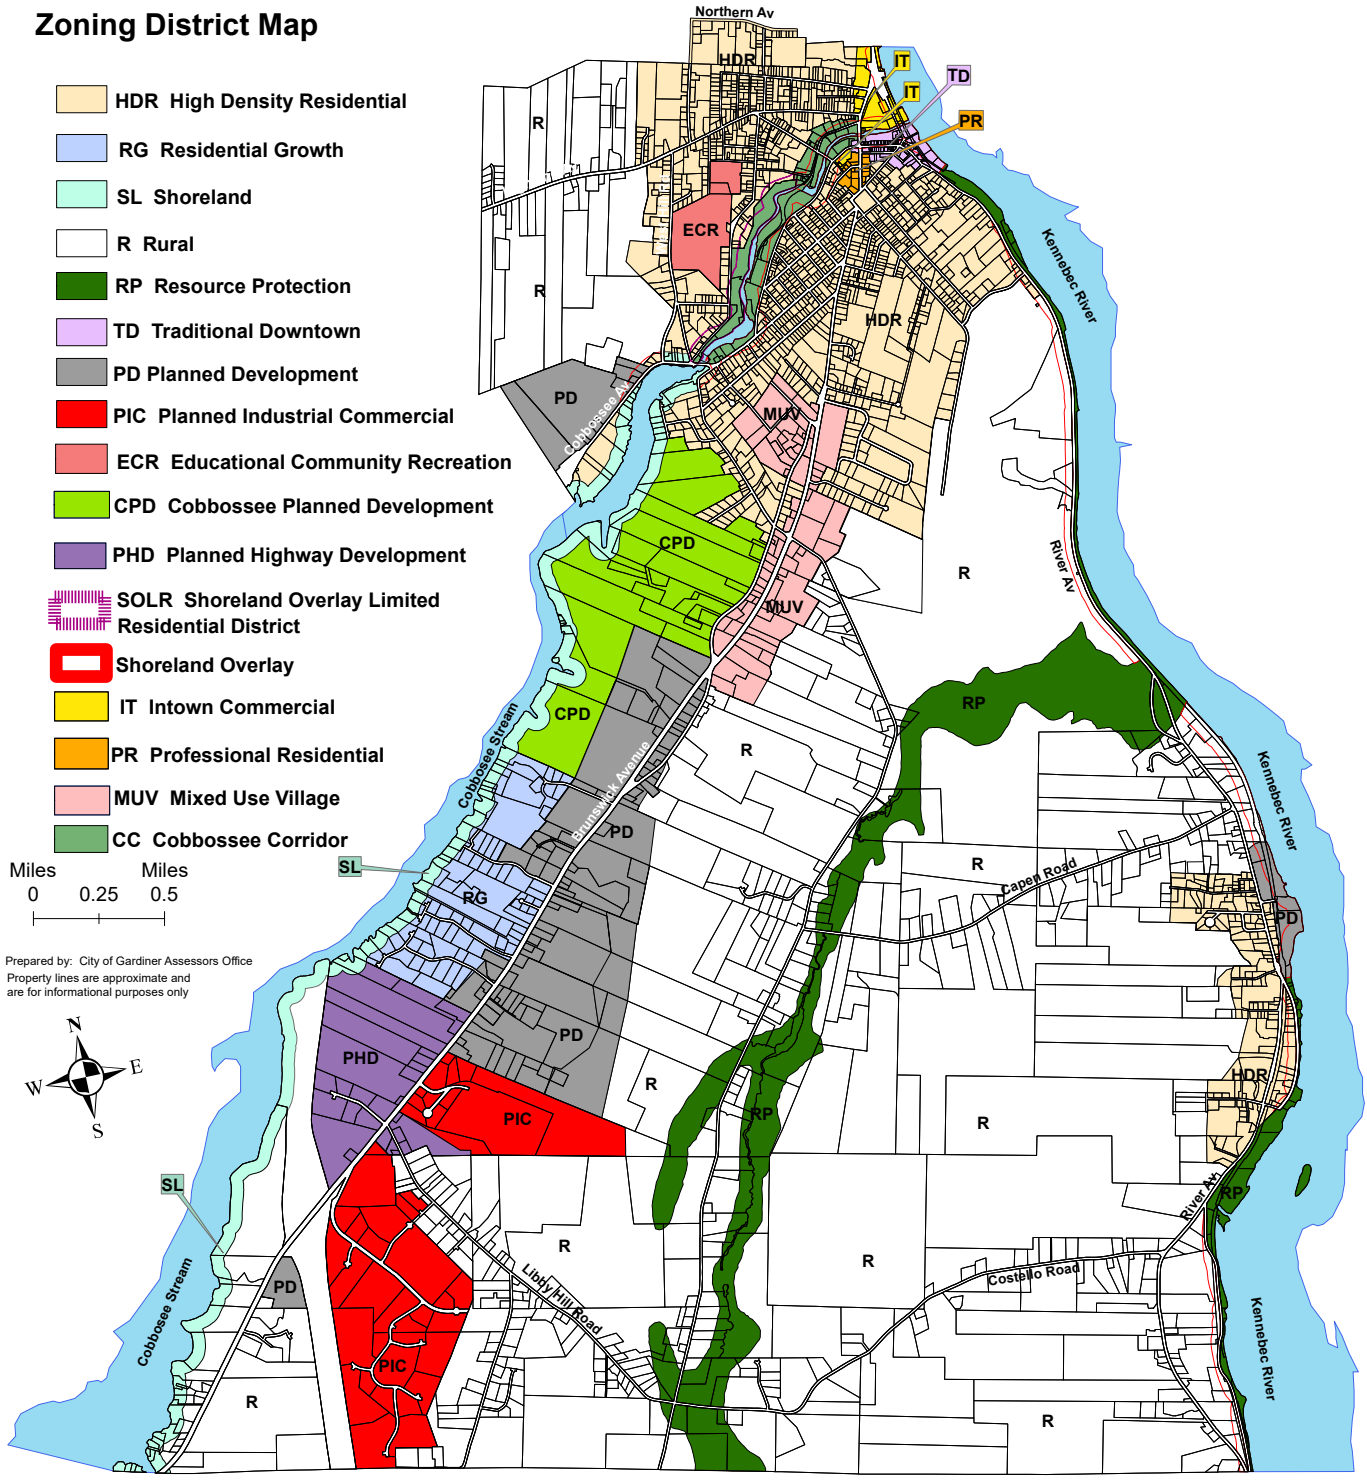 Zoning District Map
HDR High Density Residential
RG Residential Growth
SL Shoreland
R Rural
RP Resource Protection
TD Traditional Downtown
PD Planned Development
PIC Planned Industrial Commercial
ECR Educational Community Recreation
CPD Cobbossee Planned Development
PHD Planned Highway Development
SOLR Shoreland Overlay Limited
Residential District
Shoreland Overlay
IT Intown Commercial
PR Professional Residential
MUV Mixed Use Village
CC Cobbossee Corridor
Miles Miles
0 0.25 0.5
Prepared by: City of Gardiner Assessors Office
Property lines are approximate and
are for informational purposes only
N
W E
S
Northern Av
HDR
IT
TD
IT
PR
R
ECR
Kennebec River
R
HDR
PD
Cobbossee Av
MUV
CPD
River Av
R
MUV
RP
CPD
Cobbosee Stream
R
Brunswick Avenue
Kennebec River
PD
SL
R
Capen Road
RG
PD
PD
PHD
R
HDR
PIC
RP
R
SL
RP
River Av
R
R
Costello Road
Libby Hill Road
PD
Cobbosee Stream
Kennebec River
PIC
R
R